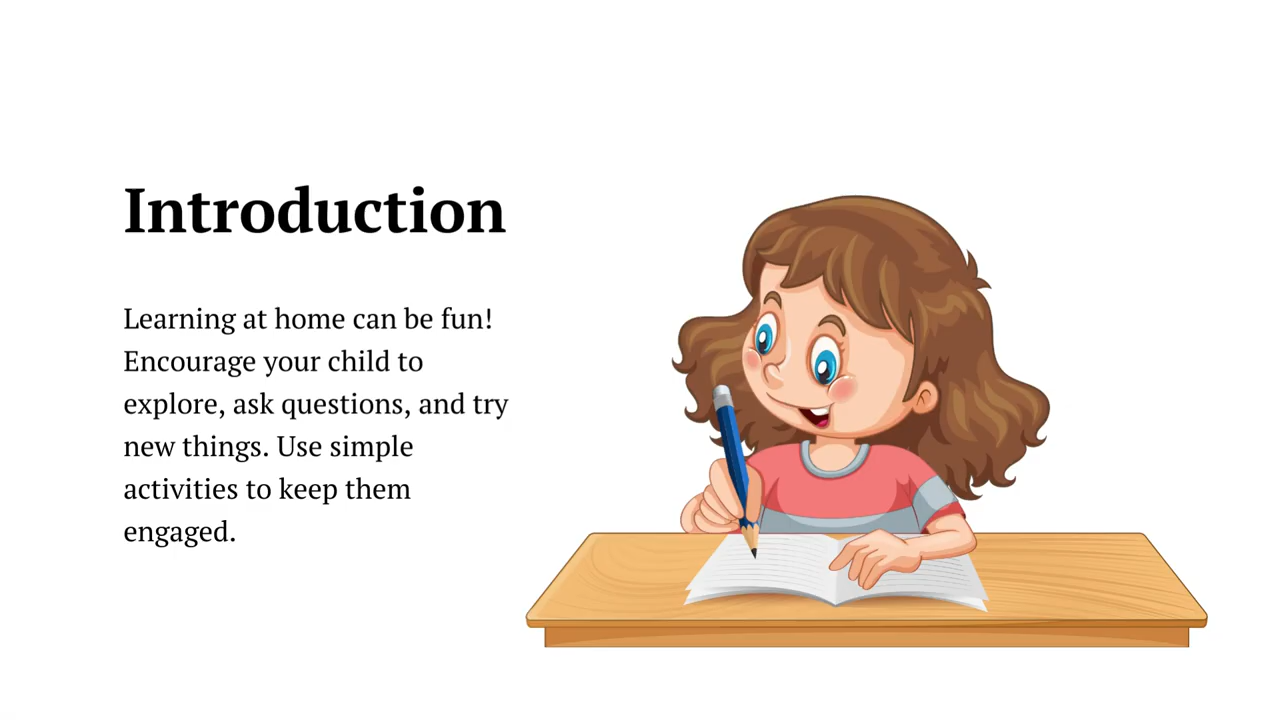 Introduction
Learning at home can be fun!
Encourage your child to
explore, ask questions, and try
new things. Use simple
activities to keep them
engaged.